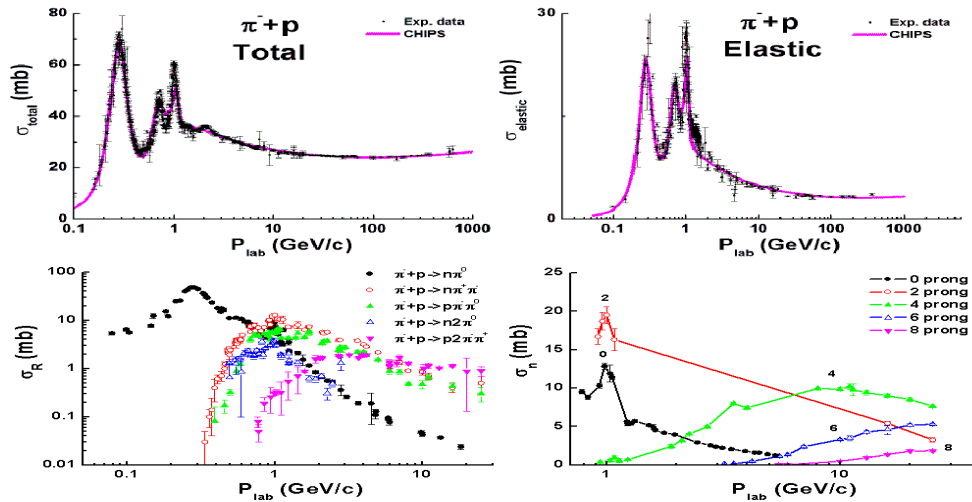 π⁻+p
Total
Exp. data
CHIPS
80
60
40
20
0
σtotal (mb)
0.1 1 10 100 1000
Plab (GeV/c)
π⁻+p
Elastic
Exp. data
CHIPS
30
15
0
σelastic (mb)
0.1 1 10 100 1000
Plab (GeV/c)
100
10
1
0.1
0.01
σR (mb)
π⁻+p->nπ⁰
π⁻+p->nπ⁺π⁻
π⁻+p->pπ⁻π⁰
π⁻+p->n2π⁰
π⁻+p->p2π⁻π⁺
0.1 1 10
Plab (GeV/c)
25
20
15
10
5
0
σn (mb)
0 prong
2 prong
4 prong
6 prong
8 prong
2
0
4
6
8
1 10
Plab (GeV/c)